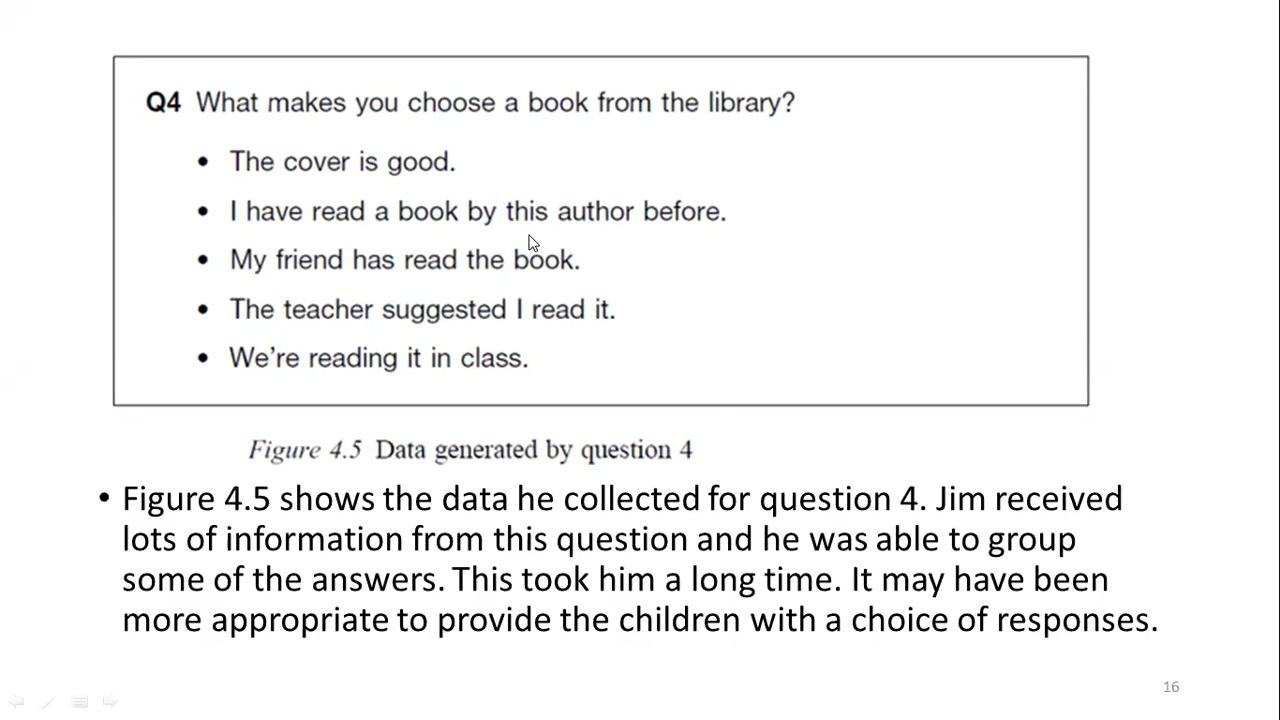 Q4 What makes you choose a book from the library?
• The cover is good.
• I have read a book by this author before.
• My friend has read the book.
• The teacher suggested I read it.
• We're reading it in class.
Figure 4.5 Data generated by question 4
• Figure 4.5 shows the data he collected for question 4. Jim received
lots of information from this question and he was able to group
some of the answers. This took him a long time. It may have been
more appropriate to provide the children with a choice of responses.
16